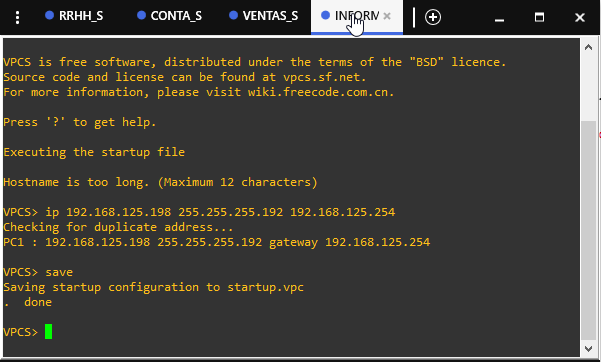 RRHH_S CONTA_S VENTAS_S INFORM
VPCS is free software, distributed under the terms of the "BSD" licence.
Source code and license can be found at vpcs.sf.net.
For more information, please visit wiki.freecode.com.cn.
Press '?' to get help.
Executing the startup file
Hostname is too long. (Maximum 12 characters)
VPCS> ip 192.168.125.198 255.255.255.192 192.168.125.254
Checking for duplicate address...
PC1 : 192.168.125.198 255.255.255.192 gateway 192.168.125.254
VPCS> save
Saving startup configuration to startup.vpc
.  done
VPCS>